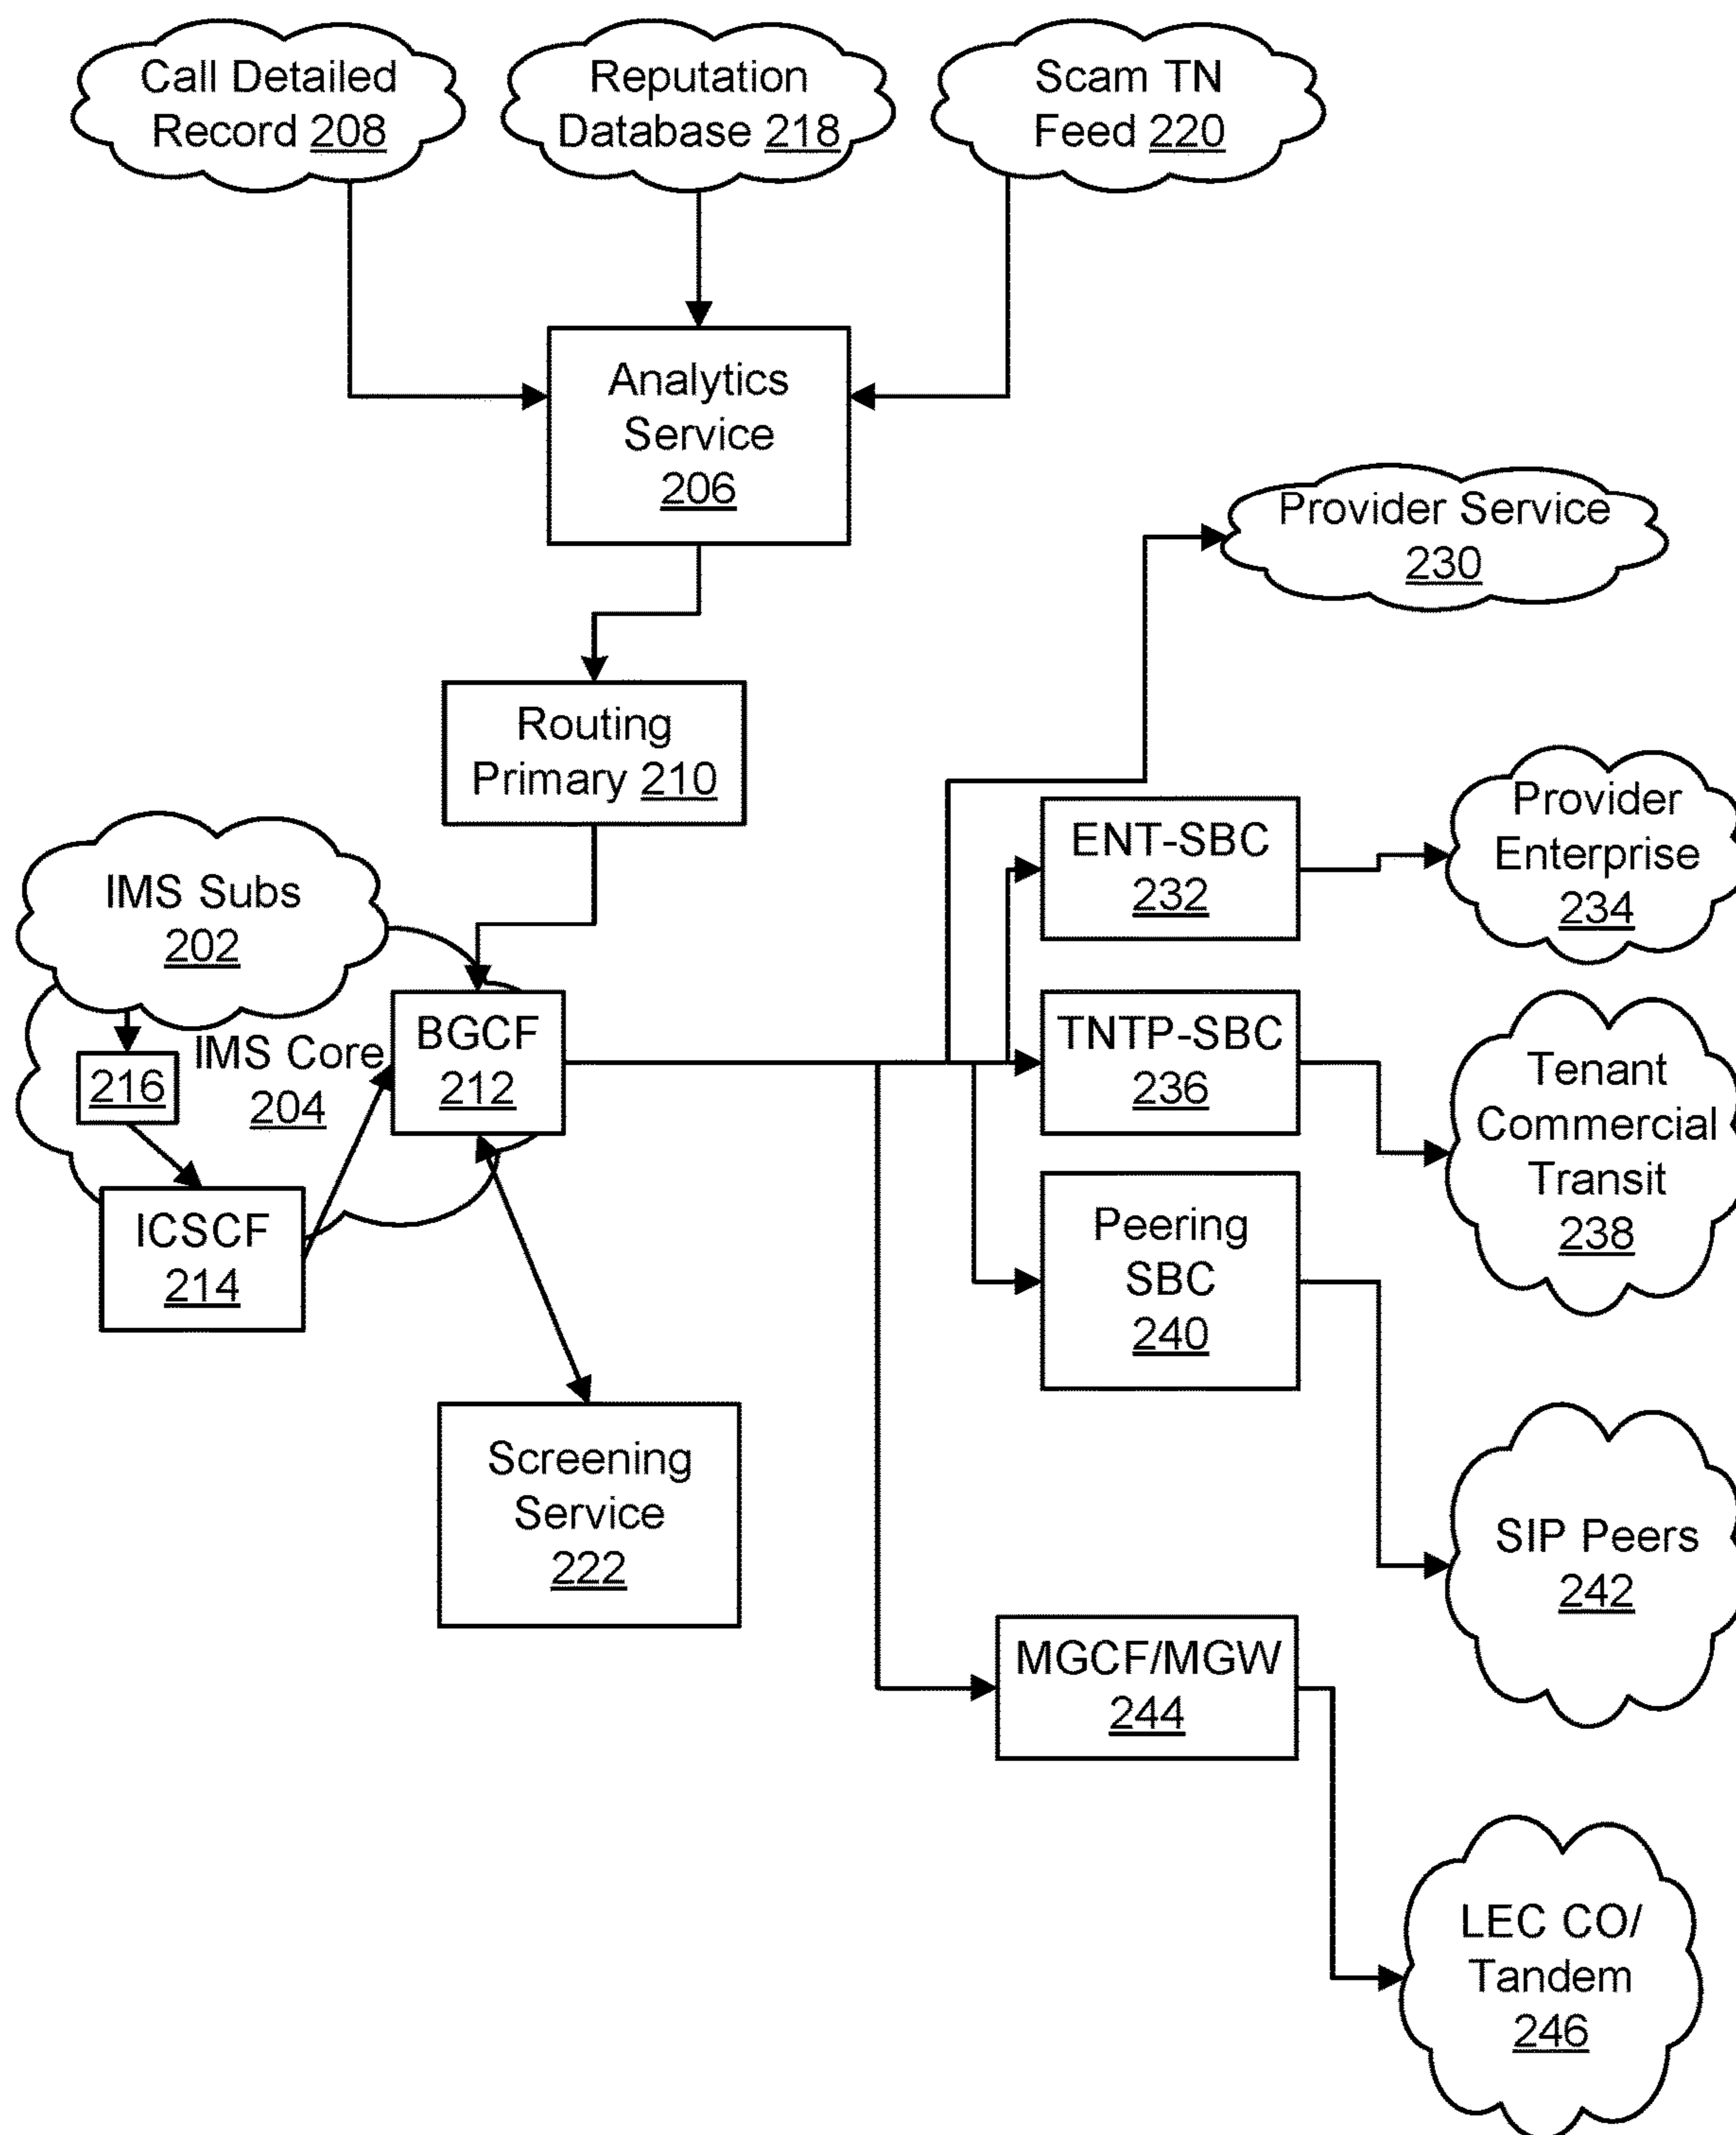 Call Detailed
Record 208
Reputation
Database 218
Scam TN
Feed 220
Analytics
Service
206
Provider Service
230
Routing
Primary 210
ENT-SBC
232
Provider
Enterprise
234
IMS Subs
202
IMS Core
204
216
BGCF
212
TNTP-SBC
236
Tenant
Commercial
Transit
238
ICSCF
214
Peering
SBC
240
Screening
Service
222
SIP Peers
242
MGCF/MGW
244
LEC CO/
Tandem
246